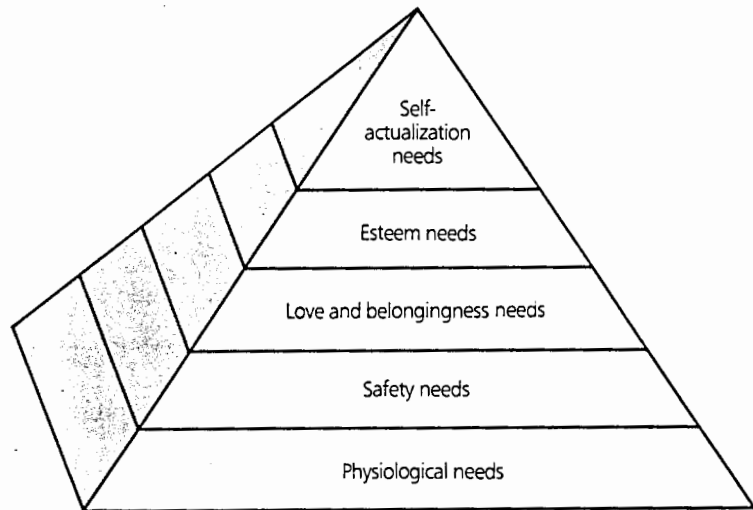 Self-
actualization
needs
Esteem needs
Love and belongingness needs
Safety needs
Physiological needs